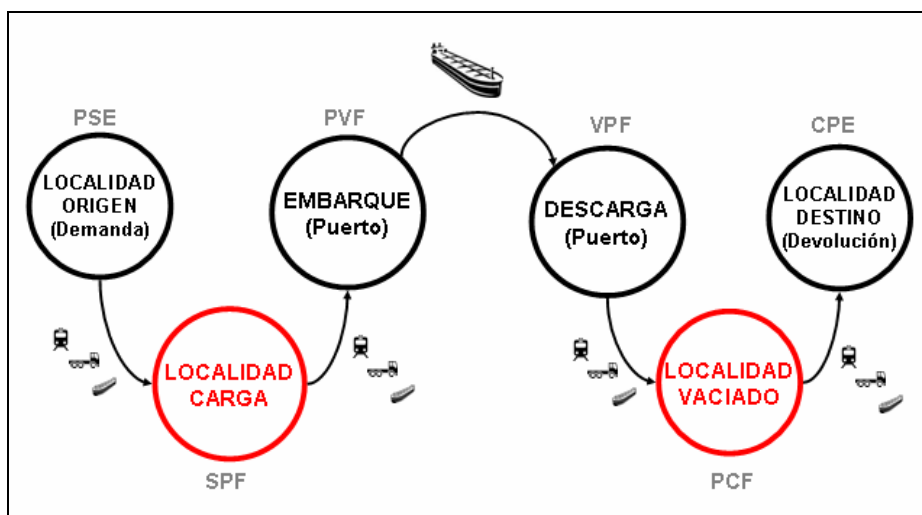 PSE
LOCALIDAD
ORIGEN
(Demanda)
LOCALIDAD
CARGA
SPF
PVF
EMBARQUE
(Puerto)
VPF
DESCARGA
(Puerto)
LOCALIDAD
VACIADO
PCF
CPE
LOCALIDAD
DESTINO
(Devolución)